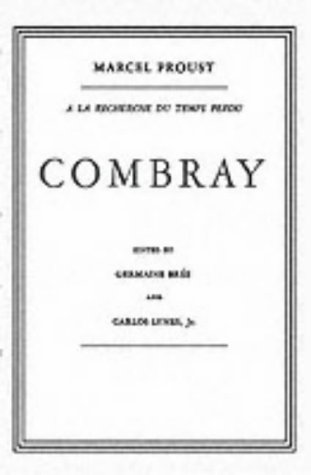 MARCEL PROUST
A LA RECHERCHE DU TEMPS PERDU
COMBRAY
EDITED BY
GERMAINE BRÉE
AND
CARLOS LYNES, Jr.